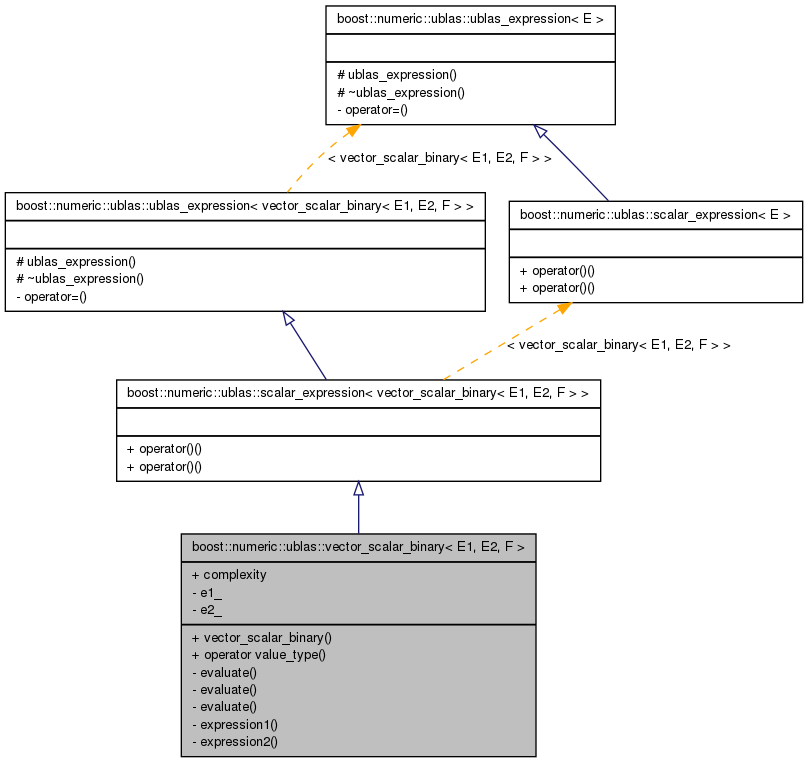 boost::numeric::ublas::ublas_expression< E >
# ublas_expression()
# ~ublas_expression()
- operator=()
< vector_scalar_binary< E1, E2, F > >
boost::numeric::ublas::ublas_expression< vector_scalar_binary< E1, E2, F > >
# ublas_expression()
# ~ublas_expression()
- operator=()
boost::numeric::ublas::scalar_expression< E >
+ operator()()
+ operator()()
< vector_scalar_binary< E1, E2, F > >
boost::numeric::ublas::scalar_expression< vector_scalar_binary< E1, E2, F > >
+ operator()()
+ operator()()
boost::numeric::ublas::vector_scalar_binary< E1, E2, F >
+ complexity
- e1_
- e2_
+ vector_scalar_binary()
+ operator value_type()
- evaluate()
- evaluate()
- evaluate()
- expression1()
- expression2()